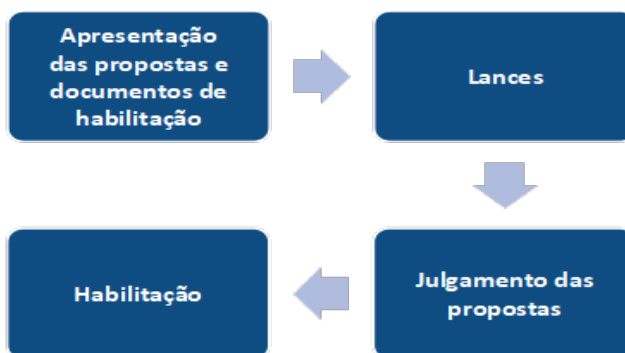 Apresentação
das propostas e
documentos de
habilitação
Lances
Julgamento das
propostas
Habilitação